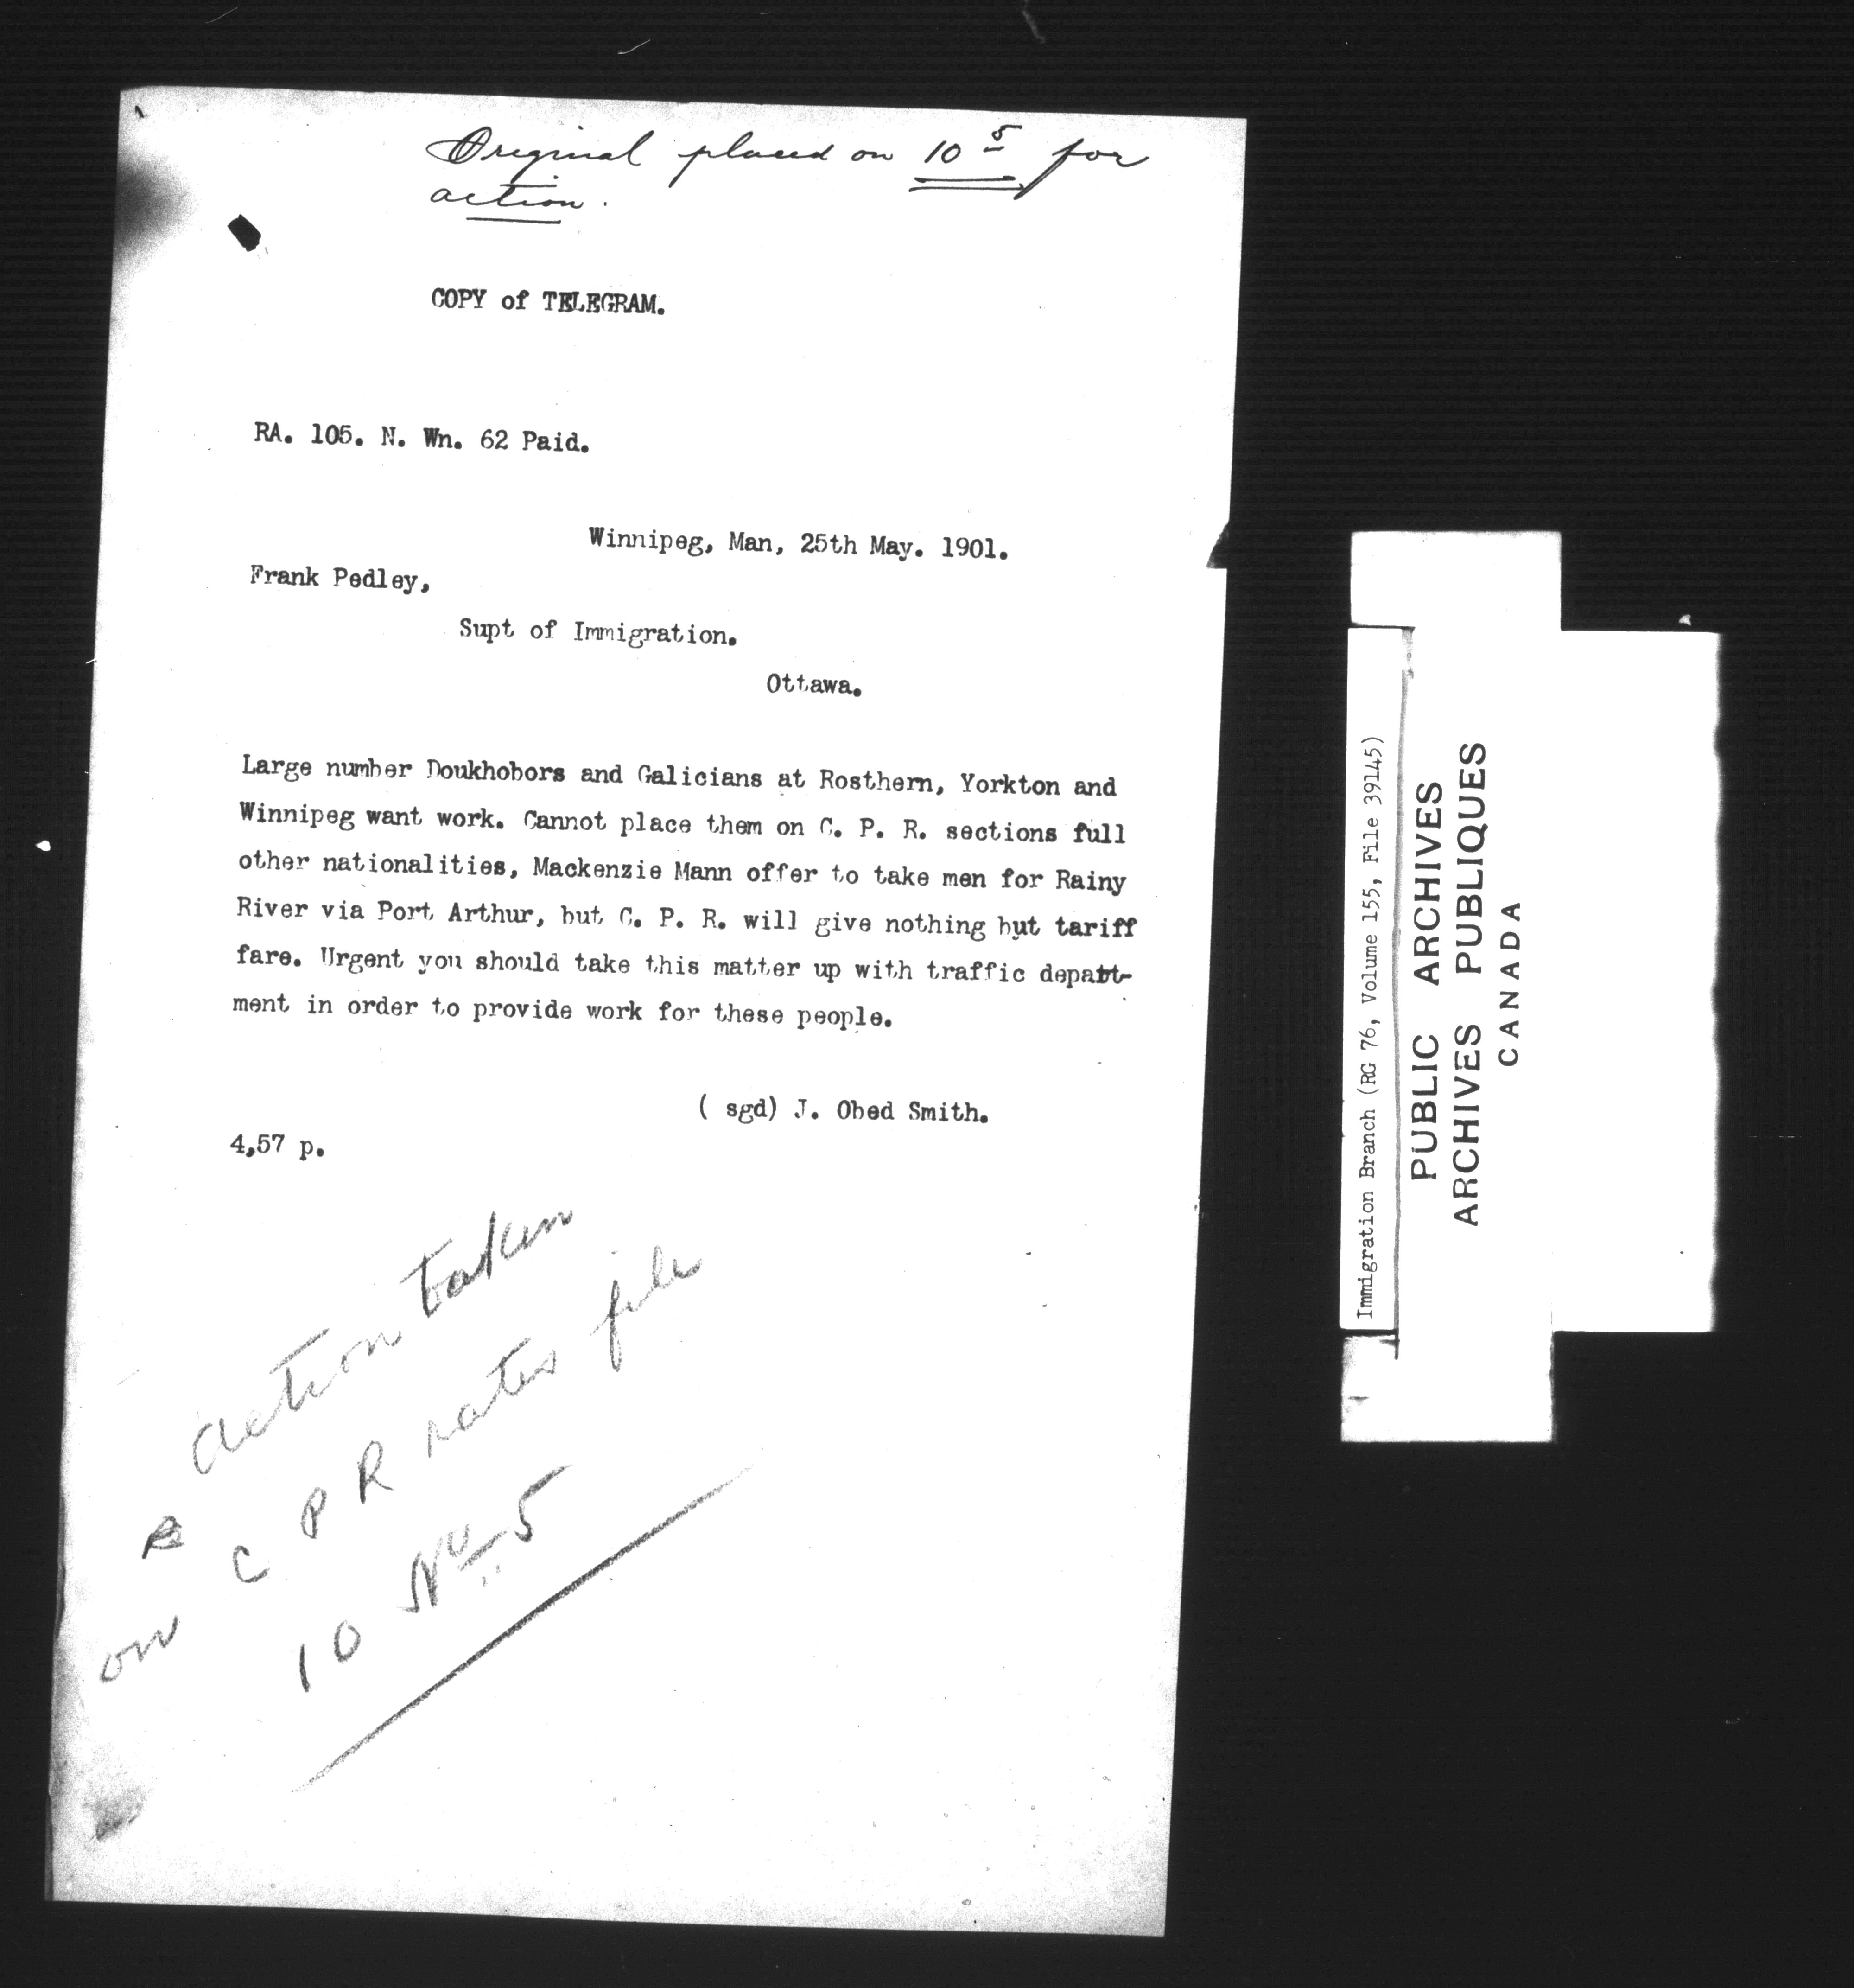 Original placed on 10 5 for
action.
COPY of TELEGRAM.
RA. 105. N. Wn. 62 Paid.
Winnipeg, Man, 25th May. 1901.
Frank Pedley,
Supt of Immigration.
Ottawa.
Large number Doukhobors and Galicians at Rosthern, Yorkton and
Winnipeg want work. Cannot place them on C. P. R. sections full
other nationalities, Mackenzie Mann offer to take men for Rainy
River via Port Arthur, but C. P. R. will give nothing but tariff
fare. Urgent you should take this matter up with traffic depart-
ment in order to provide work for these people.
( sgd) J. Obed Smith.
4,57 p.
action taken
on C P R rates file
10 No 5
Immigration Branch (RG 76, Volume 155, File 39145)
PUBLIC ARCHIVES
ARCHIVES PUBLIQUES
CANADA